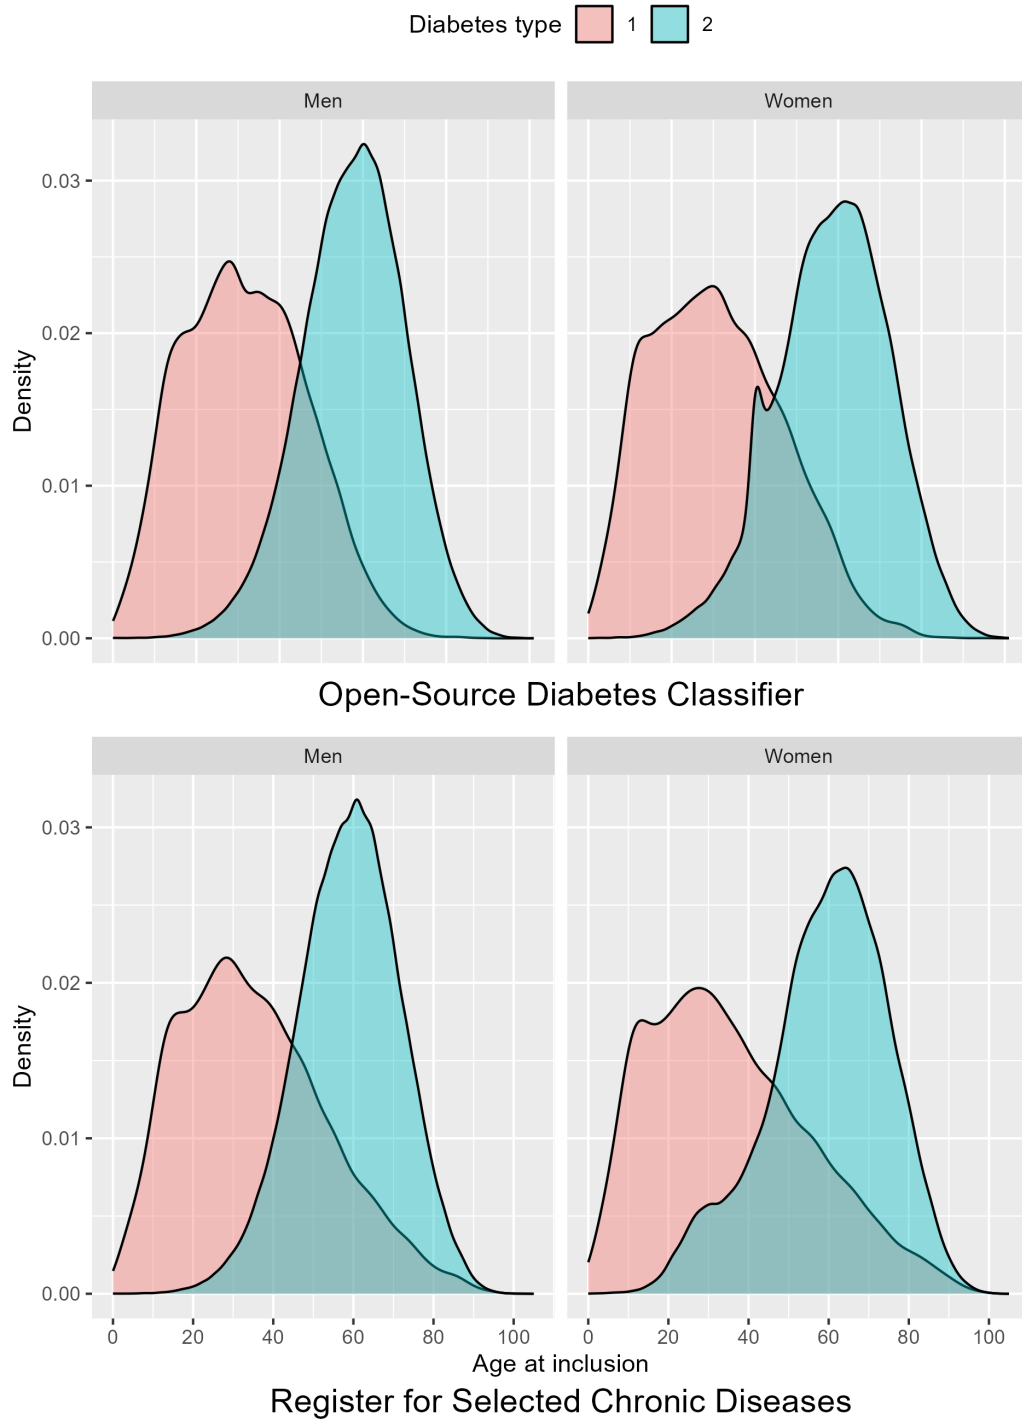 Diabetes type 1 2
Men Women
0.03
0.02
0.01
0.00
Density
Open-Source Diabetes Classifier
Men Women
0.03
0.02
0.01
0.00
Density
0 20 40 60 80 100 0 20 40 60 80 100
Age at inclusion
Register for Selected Chronic Diseases